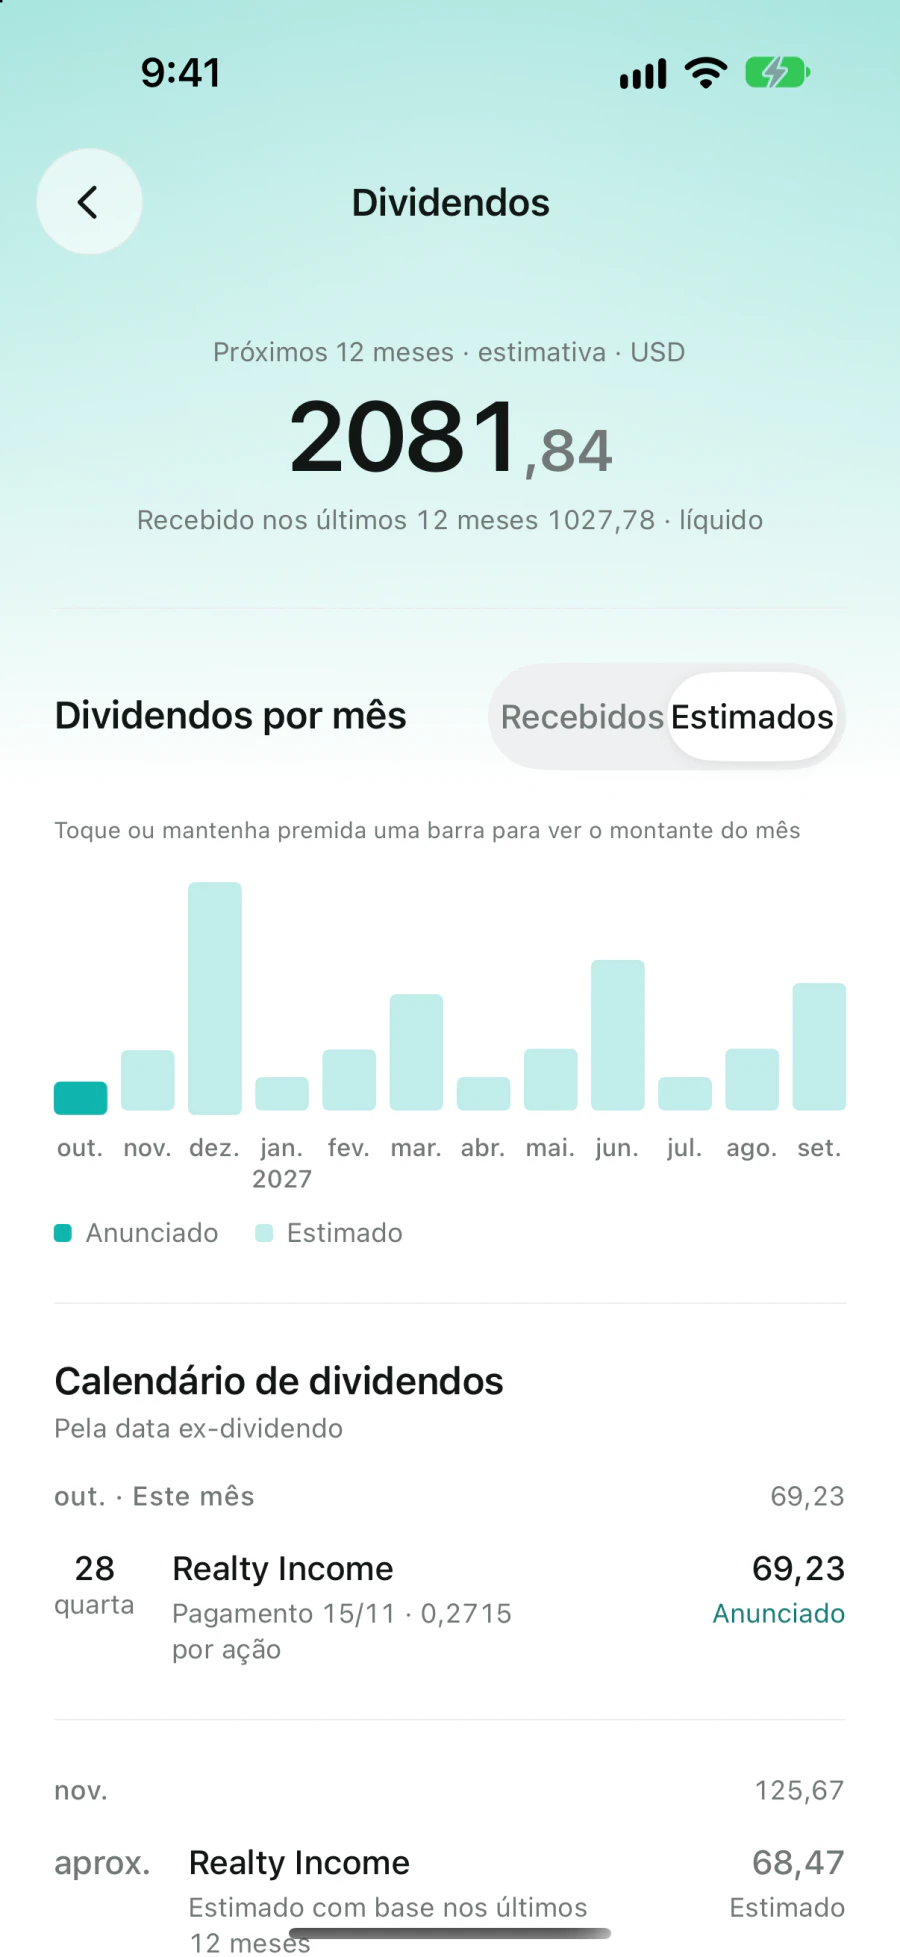 9:41
Dividendos
Próximos 12 meses · estimativa · USD
2081,84
Recebido nos últimos 12 meses 1027,78 · líquido
Dividendos por mês
Recebidos Estimados
Toque ou mantenha premida uma barra para ver o montante do mês
out. nov. dez. jan. fev. mar. abr. mai. jun. jul. ago. set.
2027
Anunciado Estimado
Calendário de dividendos
Pela data ex-dividendo
out. · Este mês 69,23
28 Realty Income 69,23
quarta Pagamento 15/11 · 0,2715 Anunciado
por ação
nov. 125,67
aprox. Realty Income 68,47
Estimado com base nos últimos Estimado
12 meses